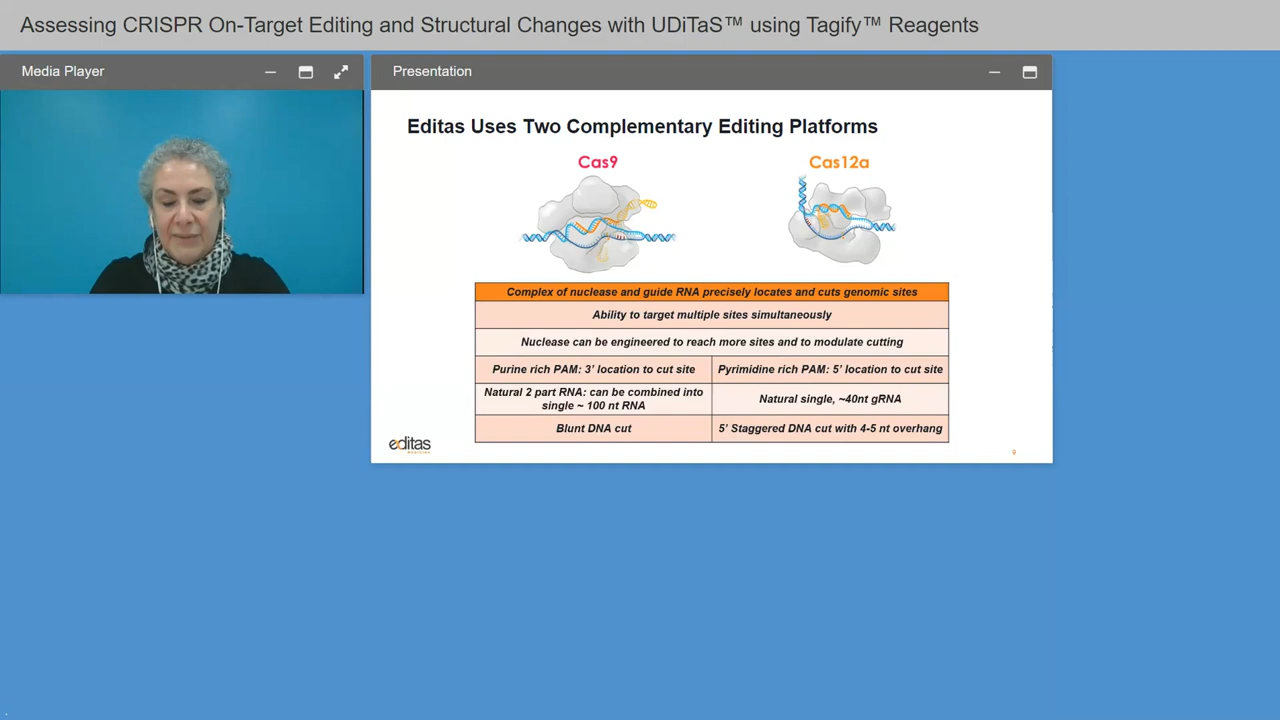 Assessing CRISPR On-Target Editing and Structural Changes with UDiTaS™ using Tagify™ Reagents
Media Player
Presentation
Editas Uses Two Complementary Editing Platforms
Cas9
Cas12a
Complex of nuclease and guide RNA precisely locates and cuts genomic sites
Ability to target multiple sites simultaneously
Nuclease can be engineered to reach more sites and to modulate cutting
Purine rich PAM: 3’ location to cut site
Pyrimidine rich PAM: 5’ location to cut site
Natural 2 part RNA: can be combined into
single ~ 100 nt RNA
Natural single, ~40nt gRNA
Blunt DNA cut
5’ Staggered DNA cut with 4-5 nt overhang
editas